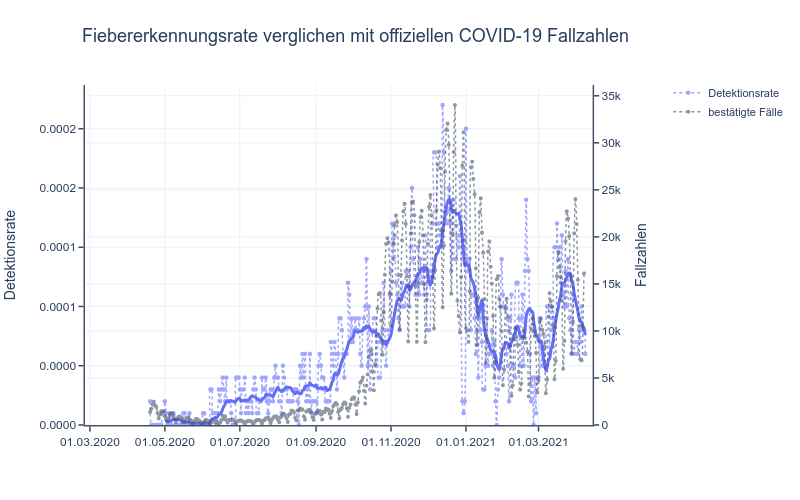 Fiebererkennungsrate verglichen mit offiziellen COVID-19 Fallzahlen
Detektionsrate
bestätigte Fälle
Detektionsrate
0.0002
0.0002
0.0001
0.0001
0.0000
0.0000
35k
30k
25k
20k
15k
10k
5k
0
Fallzahlen
01.03.2020 01.05.2020 01.07.2020 01.09.2020 01.11.2020 01.01.2021 01.03.2021